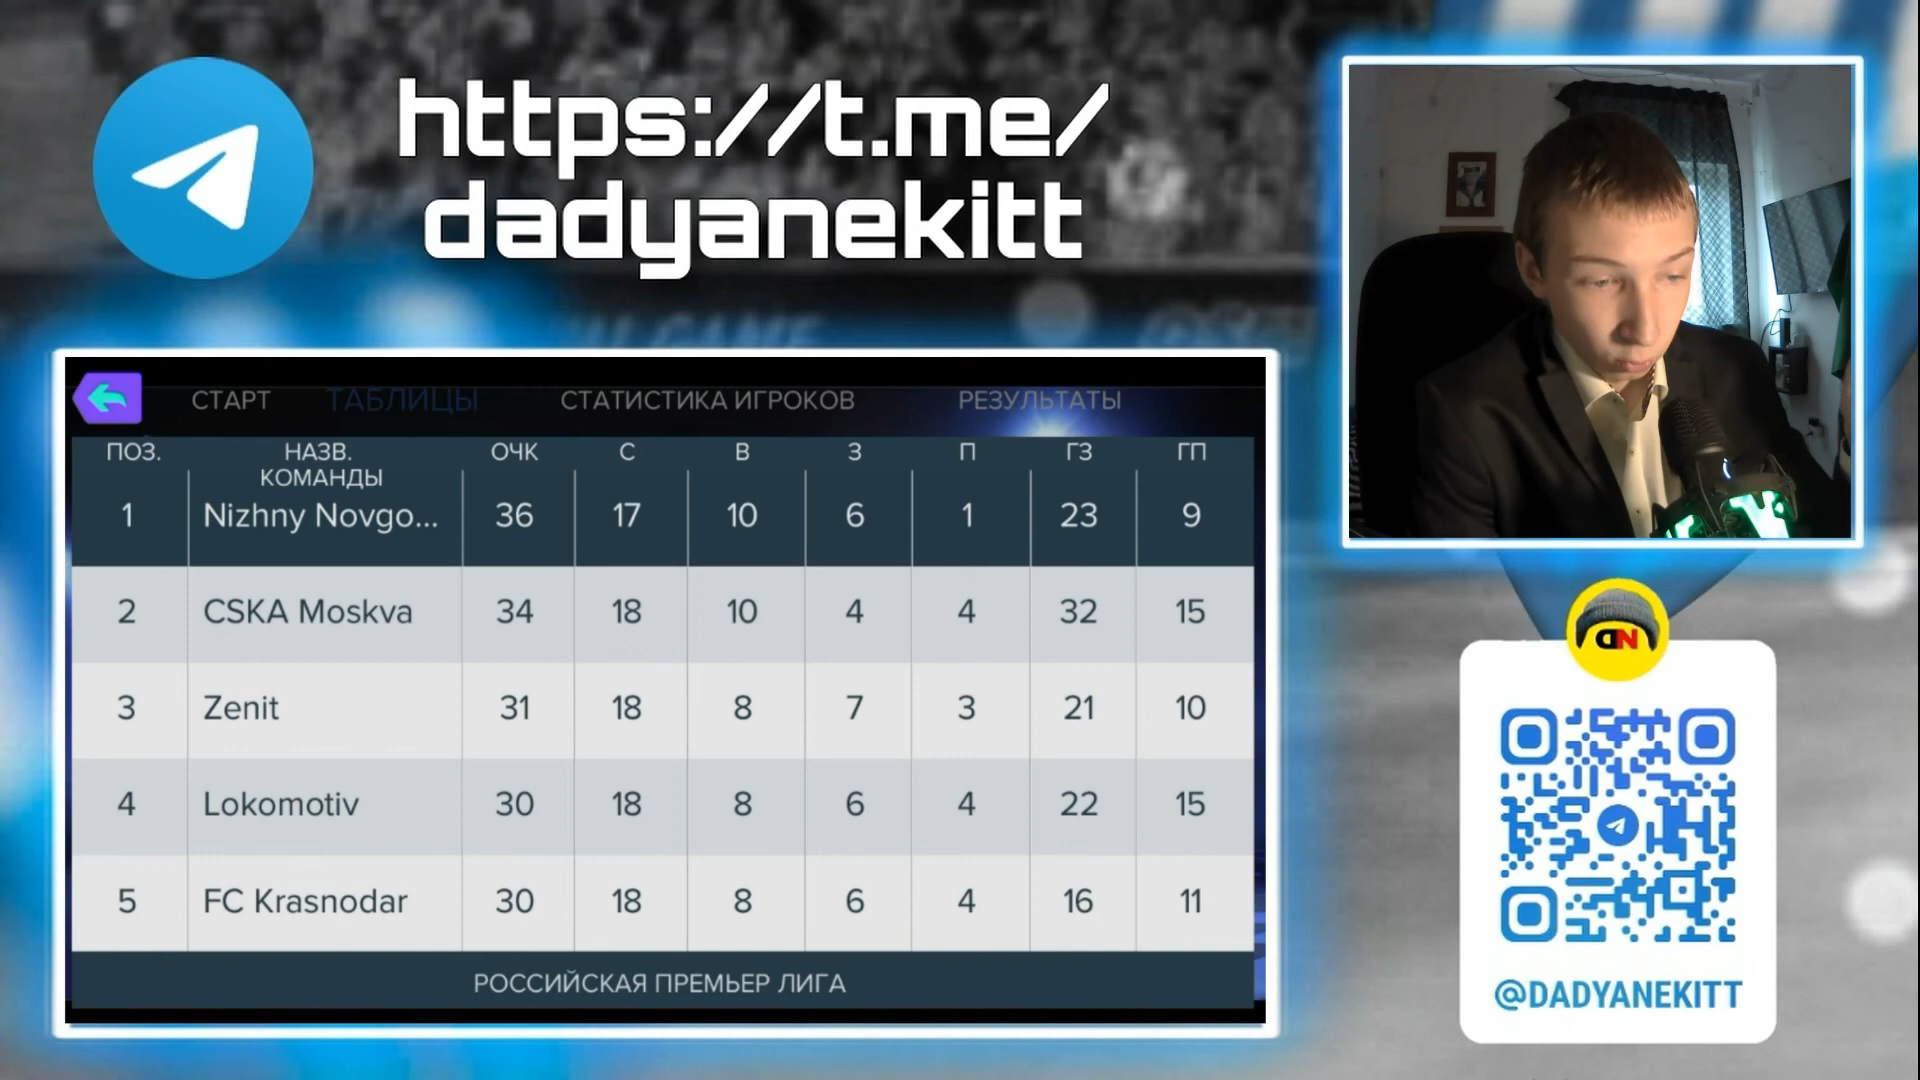 https://t.me/
dadyanekitt
СТАРТ ТАБЛИЦЫ СТАТИСТИКА ИГРОКОВ РЕЗУЛЬТАТЫ
ПОЗ. НАЗВ. КОМАНДЫ ОЧК С В З П ГЗ ГП
1 Nizhny Novgo... 36 17 10 6 1 23 9
2 CSKA Moskva 34 18 10 4 4 32 15
3 Zenit 31 18 8 7 3 21 10
4 Lokomotiv 30 18 8 6 4 22 15
5 FC Krasnodar 30 18 8 6 4 16 11
РОССИЙСКАЯ ПРЕМЬЕР ЛИГА
DN
@DADYANEKITT